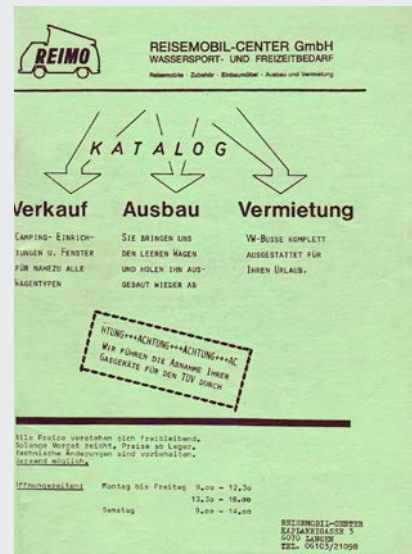 REIMO
REISEMOBIL-CENTER GmbH
WASSERSPORT- UND FREIZEITBEDARF
Reisemobile · Zubehör · Einbaumöbel · Ausbau und Vermietung
KATALOG
Verkauf
CAMPING- EINRICH-
TUNGEN U. FENSTER
FÜR NAHEZU ALLE
WAGENTYPEN
Ausbau
SIE BRINGEN UNS
DEN LEEREN WAGEN
UND HOLEN IHN AUS-
GEBAUT WIEDER AB
Vermietung
VW-BUSSE KOMPLETT
AUSGESTATTET FÜR
IHREN URLAUB.
HTUNG+++ACHTUNG+++ACHTUNG+++AC
WIR FÜHREN DIE ABNAHME IHRER
GASGERÄTE FÜR DEN TÜV DURCH
Alle Preise verstehen sich freibleibend.
Solange Vorrat reicht. Preise ab Lager.
Technische Änderungen sind vorbehalten.
Versand möglich.
Öffnungszeiten: Montag bis Freitag 9.oo - 12.3o
13.3o - 18.oo
Samstag 9.oo - 14.oo
REISEMOBIL-CENTER
KAPLANEIGASSE 3
6070 LANGEN
TEL. 06103/21098